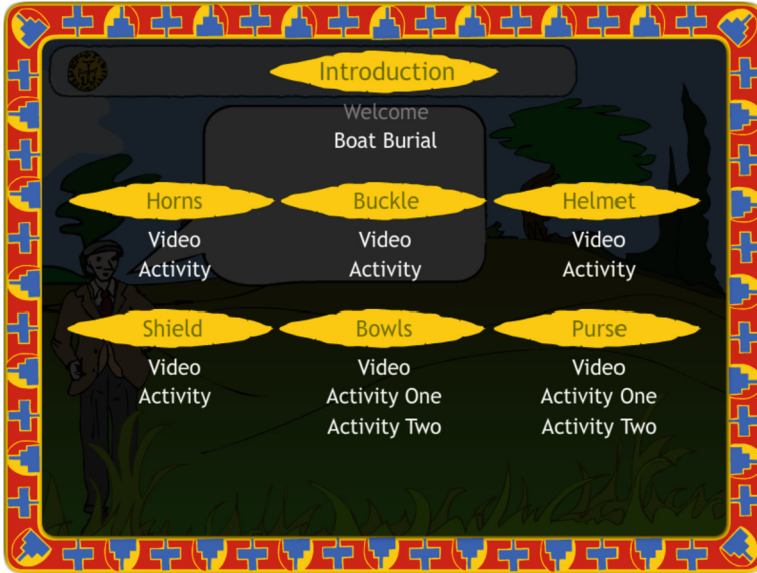 Introduction
Welcome
Boat Burial
Horns
Video
Activity
Buckle
Video
Activity
Helmet
Video
Activity
Shield
Video
Activity
Bowls
Video
Activity One
Activity Two
Purse
Video
Activity One
Activity Two